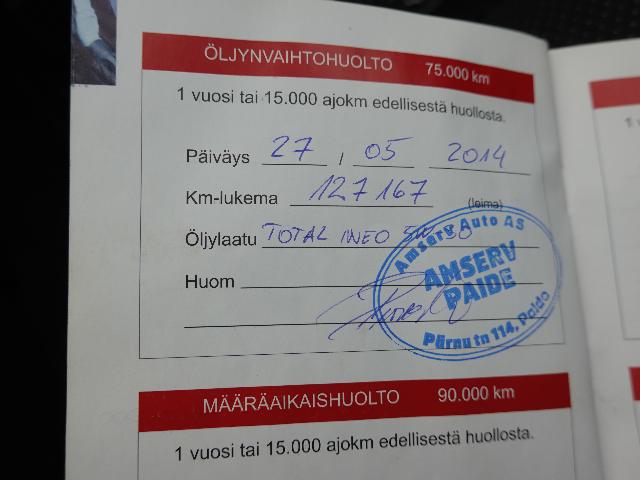 ÖLJYNVAIHTOHUOLTO 75.000 km
1 vuosi tai 15.000 ajokm edellisestä huollosta.
Päiväys 27 / 05 2014
Km-lukema 127167
(leima)
Öljylaatu TOTAL INEO 5W30
Huom
Amserv Auto AS
AMSERV
PAIDE
Pärnu tn 114, Paide
MÄÄRÄAIKAISHUOLTO 90.000 km
1 vuosi tai 15.000 ajokm edellisestä huollosta.